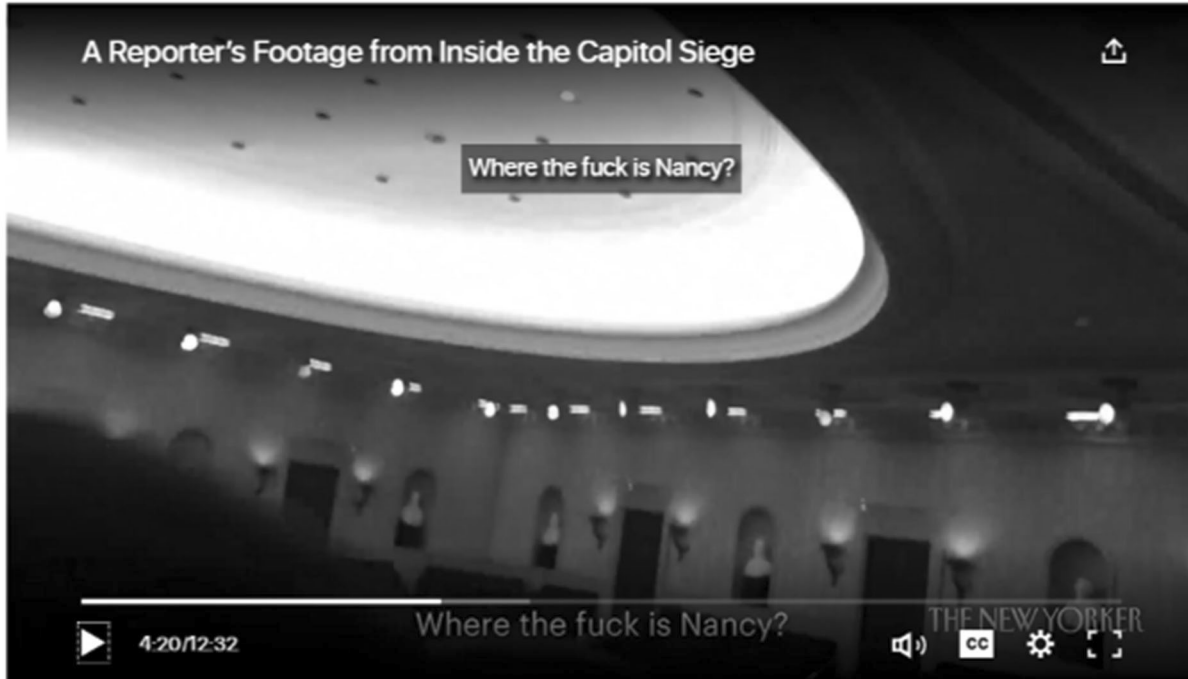 A Reporter's Footage from Inside the Capitol Siege
Where the fuck is Nancy?
Where the fuck is Nancy?
THE NEW YORKER
4:20/12:32
CC